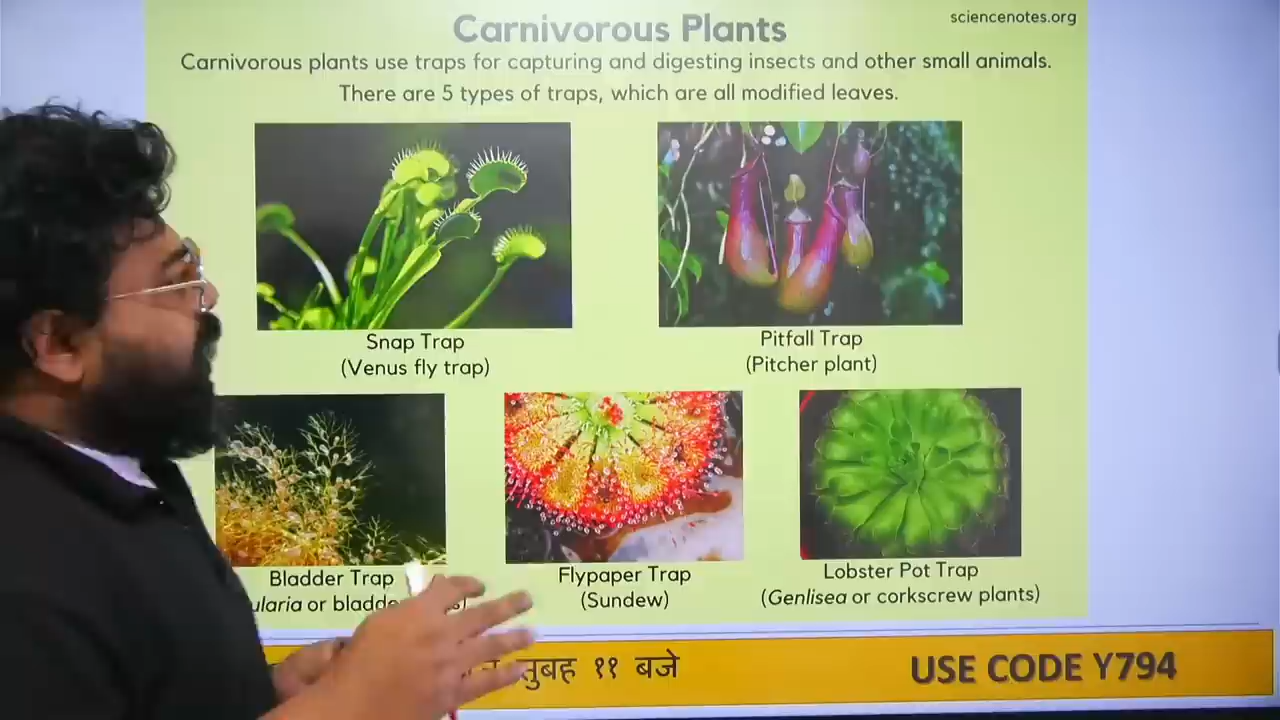 Carnivorous Plants
sciencenotes.org
Carnivorous plants use traps for capturing and digesting insects and other small animals.
There are 5 types of traps, which are all modified leaves.
Snap Trap
(Venus fly trap)
Pitfall Trap
(Pitcher plant)
Bladder Trap
or
Flypaper Trap
(Sundew)
Lobster Pot Trap
(Genlisea or corkscrew plants)
सुबह ११ बजे
USE CODE Y794